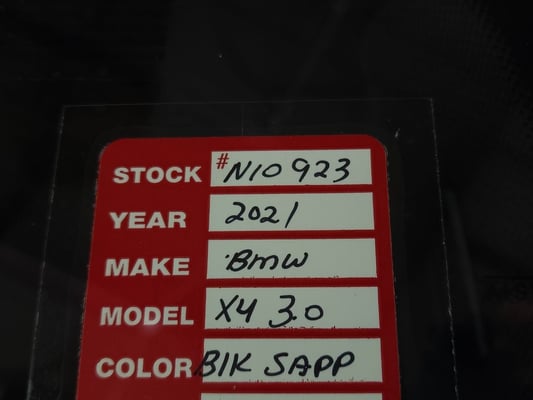 STOCK #N10923
YEAR 2021
MAKE BMW
MODEL X4 3.0
COLOR Blk SAPP